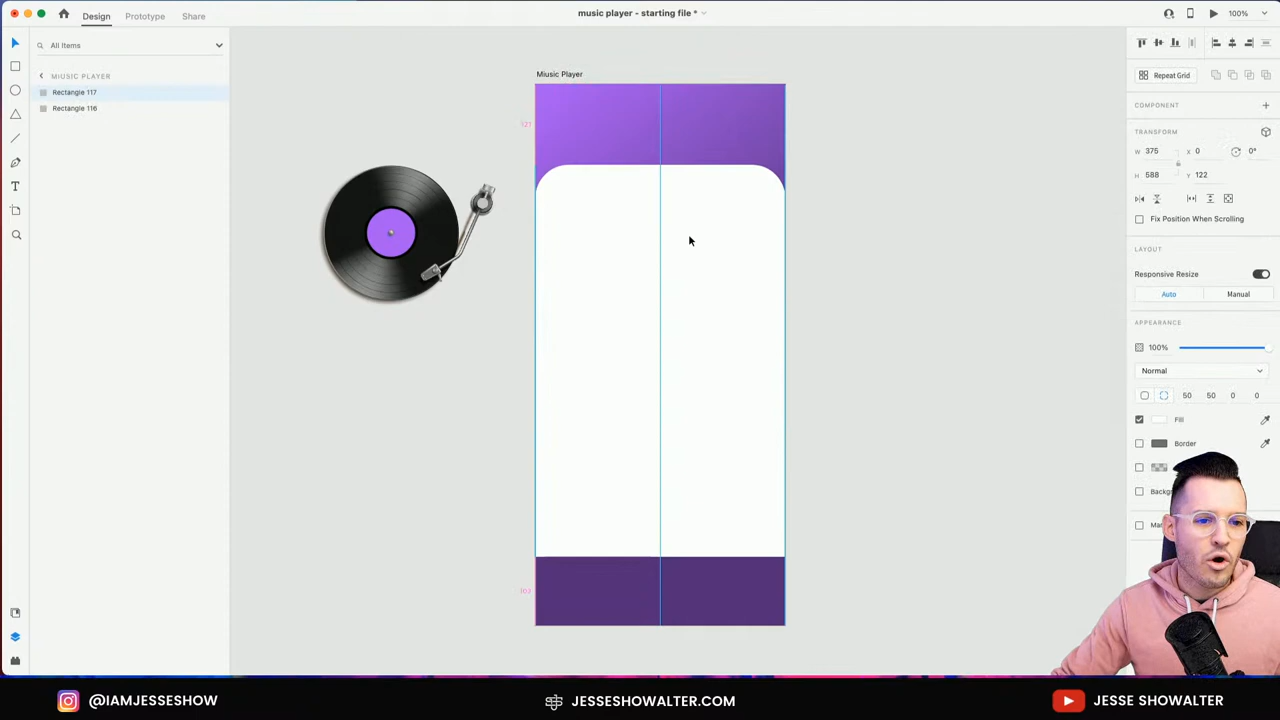 music player - starting file *
Design
Prototype
Share
100%
All Items
MIUSIC PLAYER
Rectangle 117
Rectangle 116
Miusic Player
Repeat Grid
COMPONENT
TRANSFORM
W 375
X 0
0°
H 588
Y 122
Fix Position When Scrolling
LAYOUT
Responsive Resize
Auto
Manual
APPEARANCE
100%
Normal
50
50
0
0
Fill
Border
@IAMJESSESHOW
JESSESHOWALTER.COM
JESSE SHOWALTER